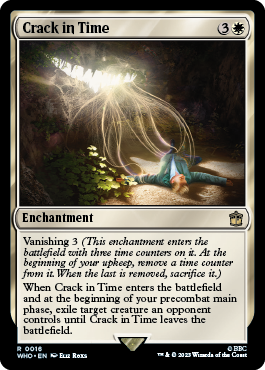 Crack in Time 3
Enchantment
Vanishing 3 (This enchantment enters the
battlefield with three time counters on it. At the
beginning of your upkeep, remove a time counter
from it. When the last is removed, sacrifice it.)
When Crack in Time enters the battlefield
and at the beginning of your precombat main
phase, exile target creature an opponent
controls until Crack in Time leaves the
battlefield.
R 0016
© BBC
WHO • EN Euz Roxs
™ & © 2023 Wizards of the Coast